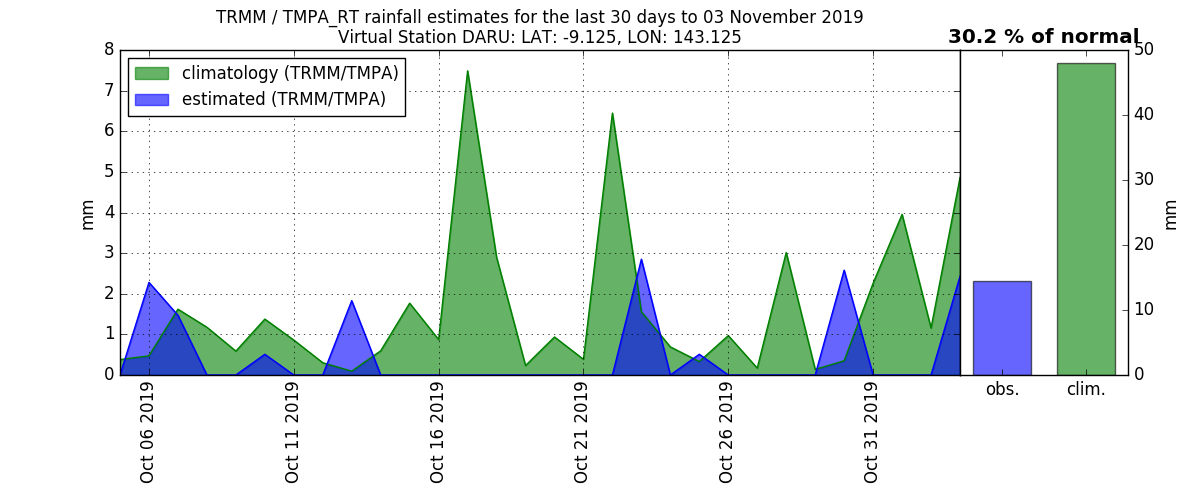 TRMM / TMPA_RT rainfall estimates for the last 30 days to 03 November 2019
Virtual Station DARU: LAT: -9.125, LON: 143.125
30.2 % of normal
climatology (TRMM/TMPA)
estimated (TRMM/TMPA)
8
7
6
5
4
3
2
1
0
mm
50
40
30
20
10
0
mm
Oct 06 2019
Oct 11 2019
Oct 16 2019
Oct 21 2019
Oct 26 2019
Oct 31 2019
obs.
clim.